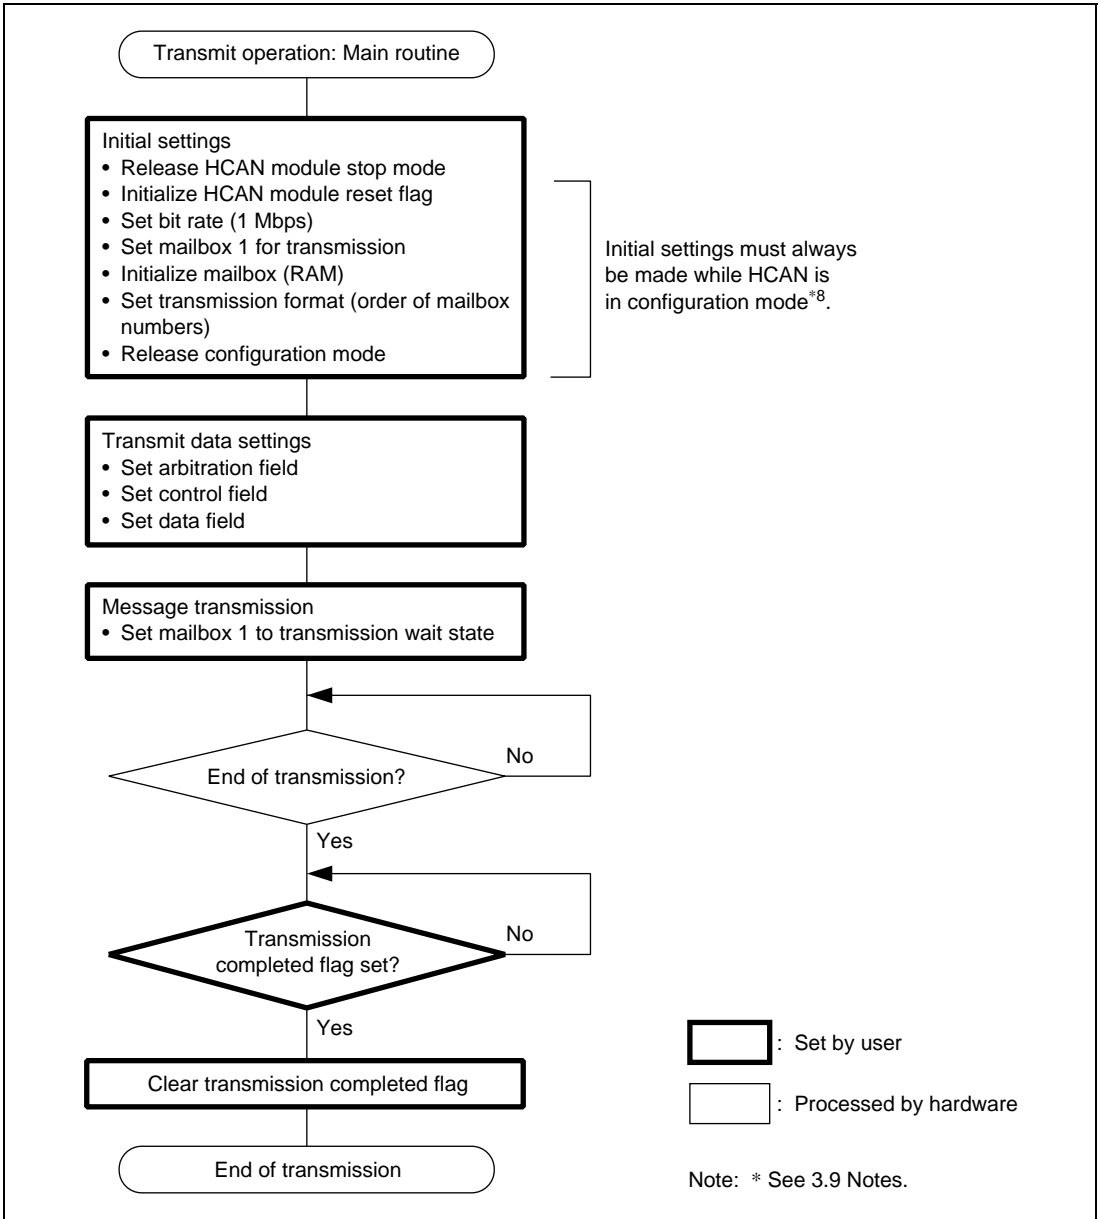 Transmit operation: Main routine
Initial settings
• Release HCAN module stop mode
• Initialize HCAN module reset flag
• Set bit rate (1 Mbps)
• Set mailbox 1 for transmission
• Initialize mailbox (RAM)
• Set transmission format (order of mailbox
numbers)
• Release configuration mode
Initial settings must always
be made while HCAN is
in configuration mode*8.
Transmit data settings
• Set arbitration field
• Set control field
• Set data field
Message transmission
• Set mailbox 1 to transmission wait state
No
End of transmission?
Yes
No
Transmission
completed flag set?
Yes
Clear transmission completed flag
End of transmission
: Set by user
: Processed by hardware
Note: * See 3.9 Notes.